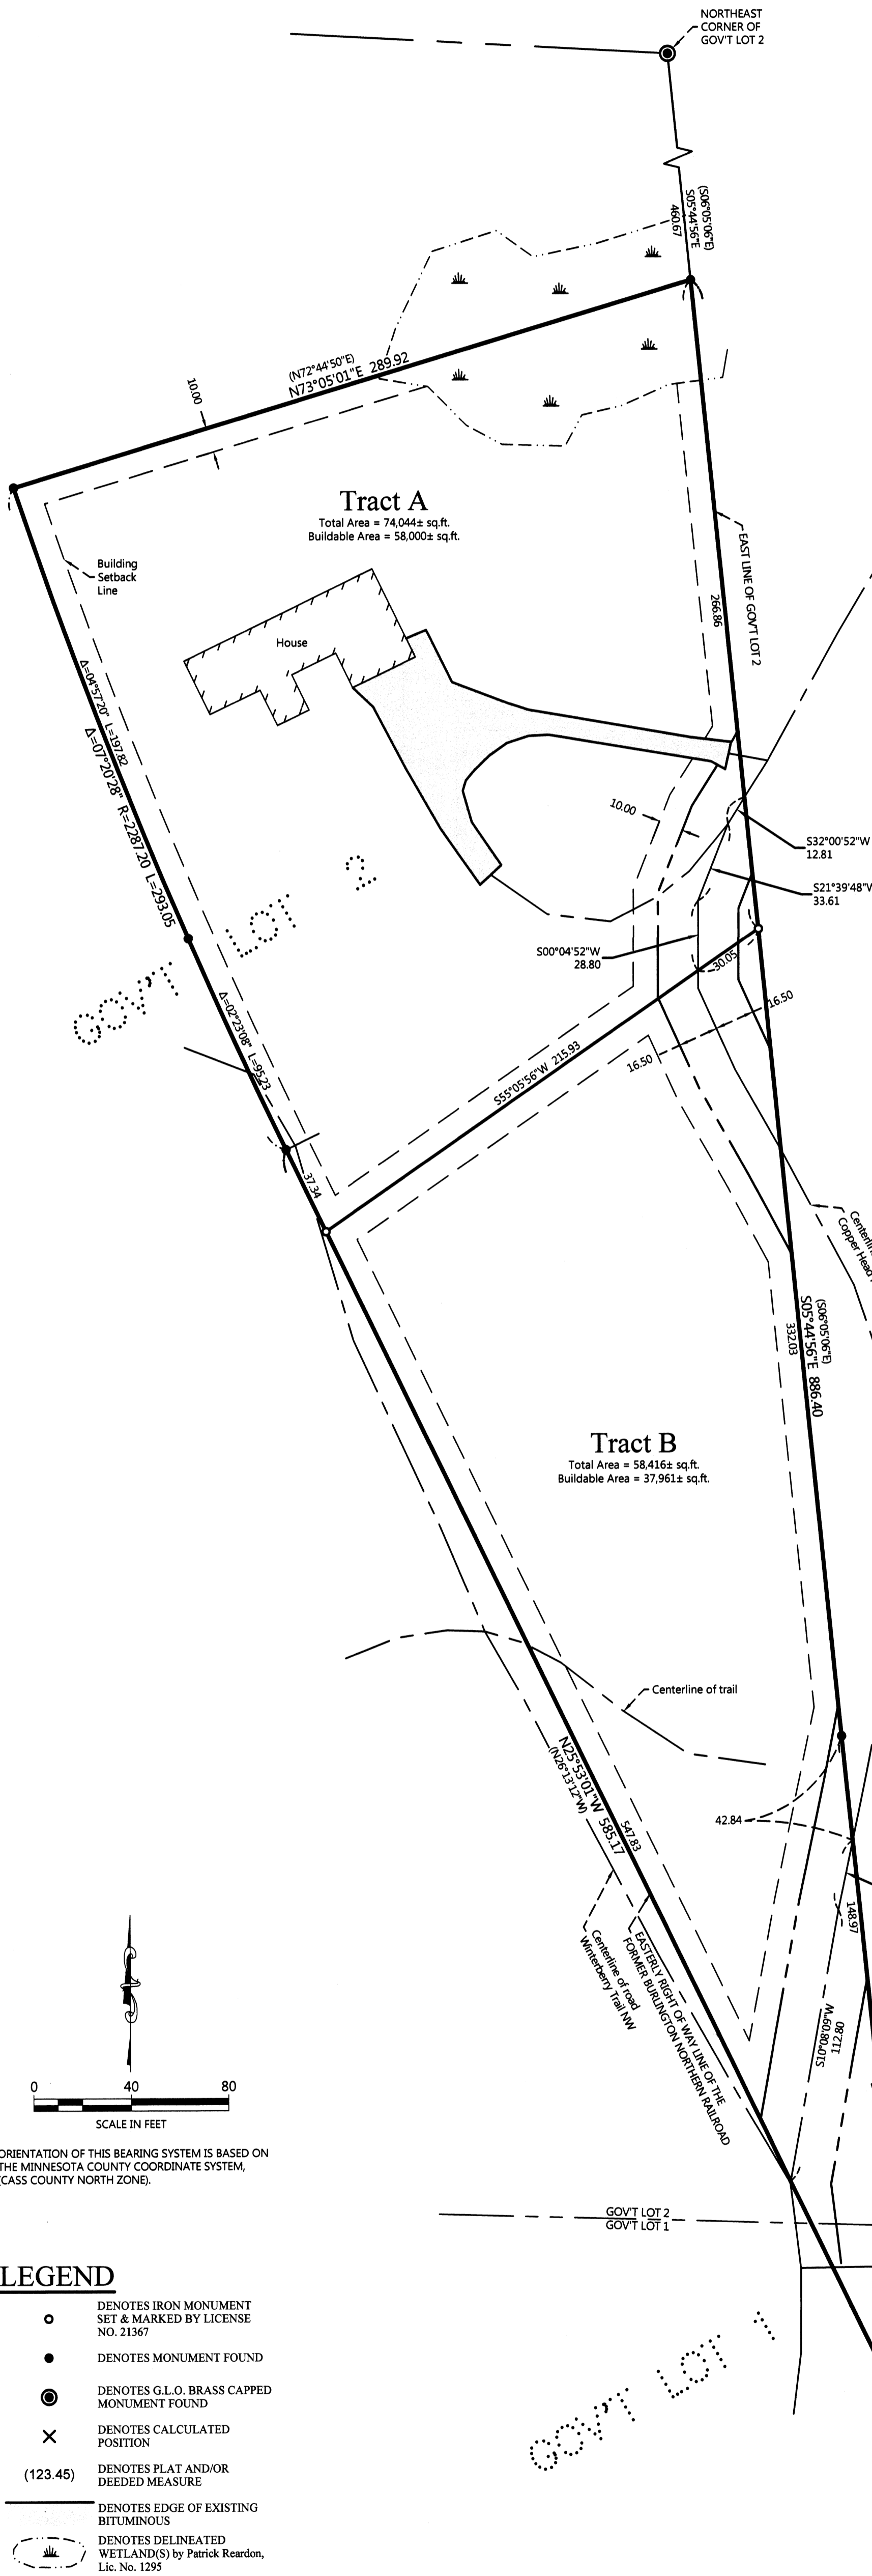 NORTHEAST
CORNER OF
GOV'T LOT 2
(S06°05'06"E)
S05°44'56"E
460.67
(N72°44'50"E)
N73°05'01"E 289.92
10.00
Tract A
Total Area = 74,044± sq.ft.
Buildable Area = 58,000± sq.ft.
EAST LINE OF GOV'T LOT 2
Building
Setback
Line
266.86
House
Δ=04°57'20" L=197.82
Δ=07°20'28" R=2287.20 L=293.05
10.00
S32°00'52"W
12.81
GOV'T LOT 2
S21°39'48"W
33.61
S00°04'52"W
28.80
30.05
16.50
Δ=02°23'08" L=95.23
S55°05'56"W 215.93
16.50
37.34
Centerlin
Copper Head
(S06°05'06"E)
S05°44'56"E 886.40
332.03
Tract B
Total Area = 58,416± sq.ft.
Buildable Area = 37,961± sq.ft.
Centerline of trail
N25°53'01"W 585.17
(N26°13'12"W)
547.83
42.84
148.97
Centerline of road
Winterberry Trail NW
EASTERLY RIGHT OF WAY LINE OF THE
FORMER BURLINGTON NORTHERN RAILROAD
S10°08'09"W
112.80
0 40 80
SCALE IN FEET
ORIENTATION OF THIS BEARING SYSTEM IS BASED ON
THE MINNESOTA COUNTY COORDINATE SYSTEM,
(CASS COUNTY NORTH ZONE).
GOV'T LOT 2
GOV'T LOT 1
LEGEND
DENOTES IRON MONUMENT
SET & MARKED BY LICENSE
NO. 21367
DENOTES MONUMENT FOUND
DENOTES G.L.O. BRASS CAPPED
MONUMENT FOUND
GOV'T LOT 1
DENOTES CALCULATED
POSITION
(123.45) DENOTES PLAT AND/OR
DEEDED MEASURE
DENOTES EDGE OF EXISTING
BITUMINOUS
DENOTES DELINEATED
WETLAND(S) by Patrick Reardon,
Lic. No. 1295